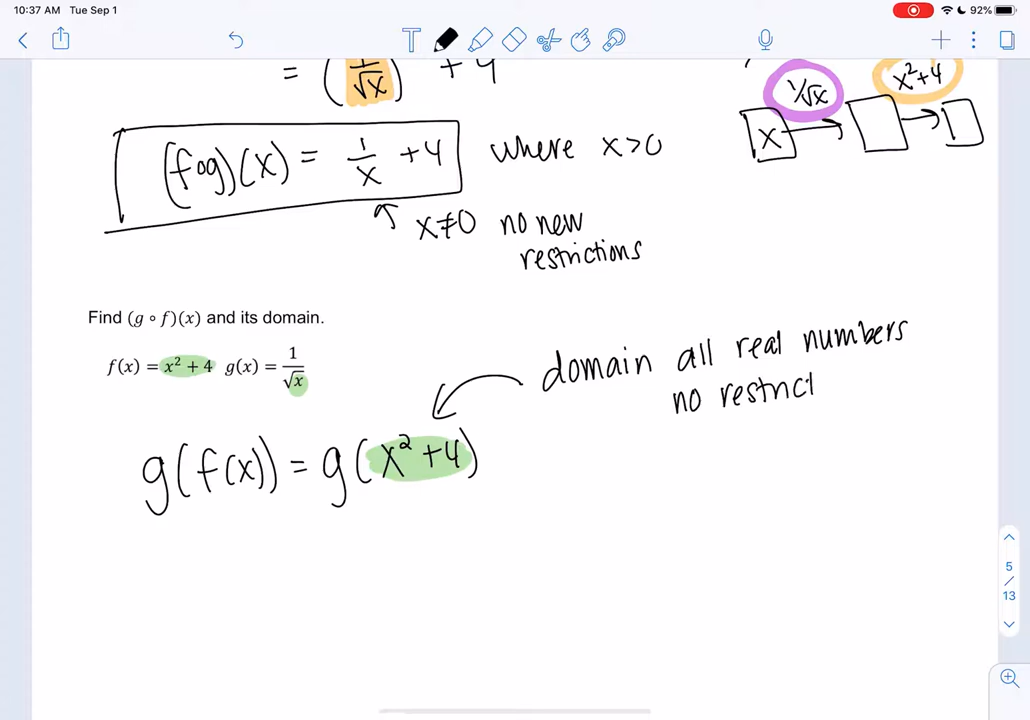 10:37 AM Tue Sep 1
92%
T
= (1/√x) + 4
1/√x
x² + 4
x
(f∘g)(x) = 1/x + 4 where x > 0
x ≠ 0 no new
restrictions
Find (g ∘ f)(x) and its domain.
f(x) = x² + 4 g(x) = 1/√x
domain all real numbers
no restrict
g(f(x)) = g(x² + 4)
5
/
13